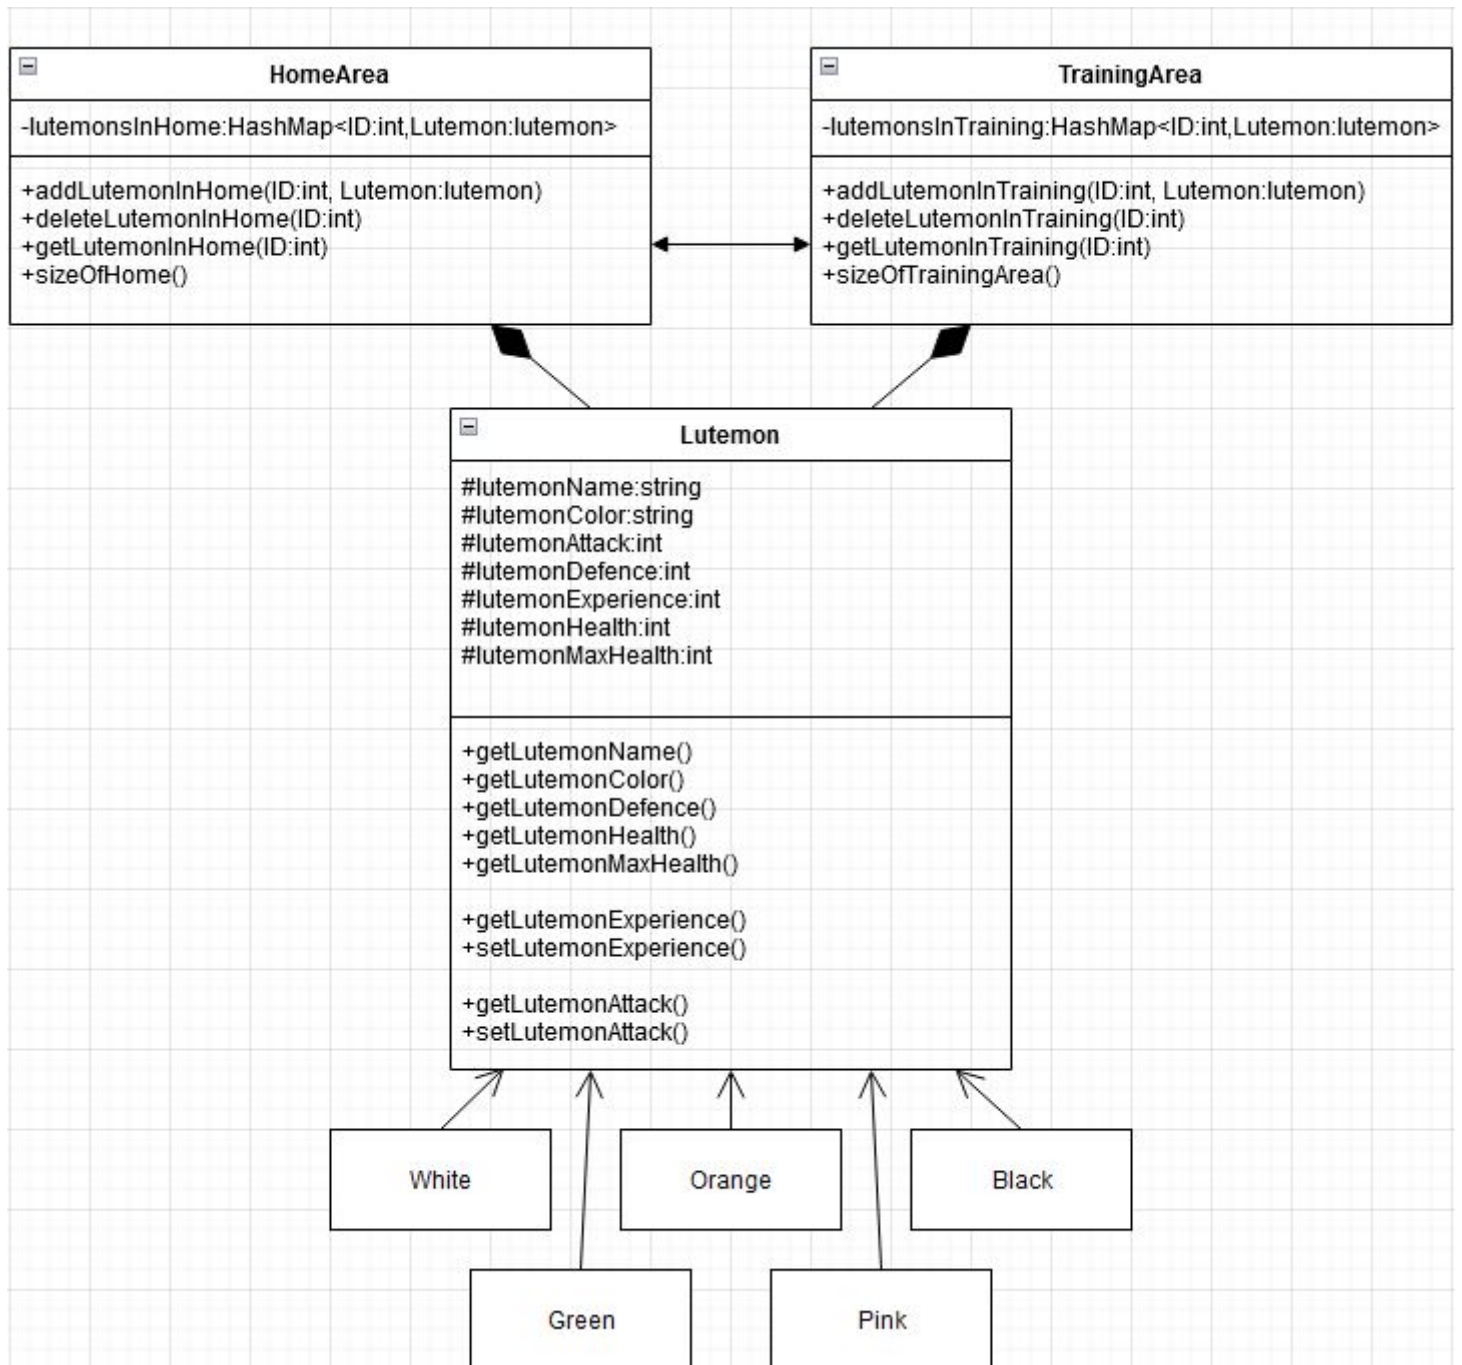 HomeArea
-lutemonsInHome:HashMap<ID:int,Lutemon:lutemon>
+addLutemonInHome(ID:int, Lutemon:lutemon)
+deleteLutemonInHome(ID:int)
+getLutemonInHome(ID:int)
+sizeOfHome()
TrainingArea
-lutemonsInTraining:HashMap<ID:int,Lutemon:lutemon>
+addLutemonInTraining(ID:int, Lutemon:lutemon)
+deleteLutemonInTraining(ID:int)
+getLutemonInTraining(ID:int)
+sizeOfTrainingArea()
Lutemon
#lutemonName:string
#lutemonColor:string
#lutemonAttack:int
#lutemonDefence:int
#lutemonExperience:int
#lutemonHealth:int
#lutemonMaxHealth:int
+getLutemonName()
+getLutemonColor()
+getLutemonDefence()
+getLutemonHealth()
+getLutemonMaxHealth()
+getLutemonExperience()
+setLutemonExperience()
+getLutemonAttack()
+setLutemonAttack()
White
Orange
Black
Green
Pink